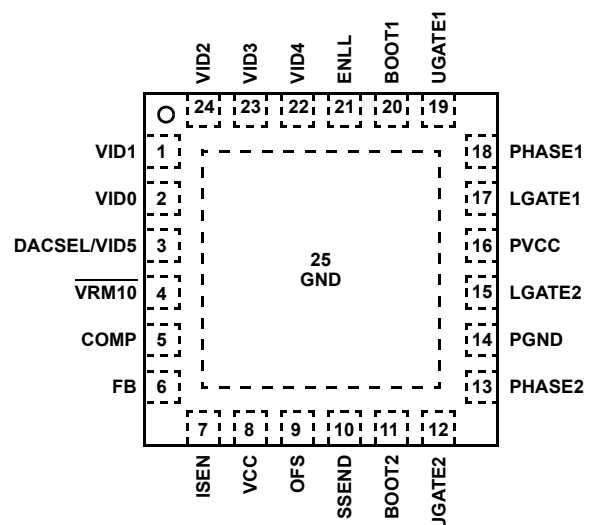 VID2
VID3
VID4
ENLL
BOOT1
UGATE1
24
23
22
21
20
19
VID1
1
18
PHASE1
VID0
2
17
LGATE1
DACSEL/VID5
3
16
PVCC
25
GND
VRM10
4
15
LGATE2
COMP
5
14
PGND
FB
6
13
PHASE2
7
8
9
10
11
12
ISEN
VCC
OFS
SSEND
BOOT2
UGATE2